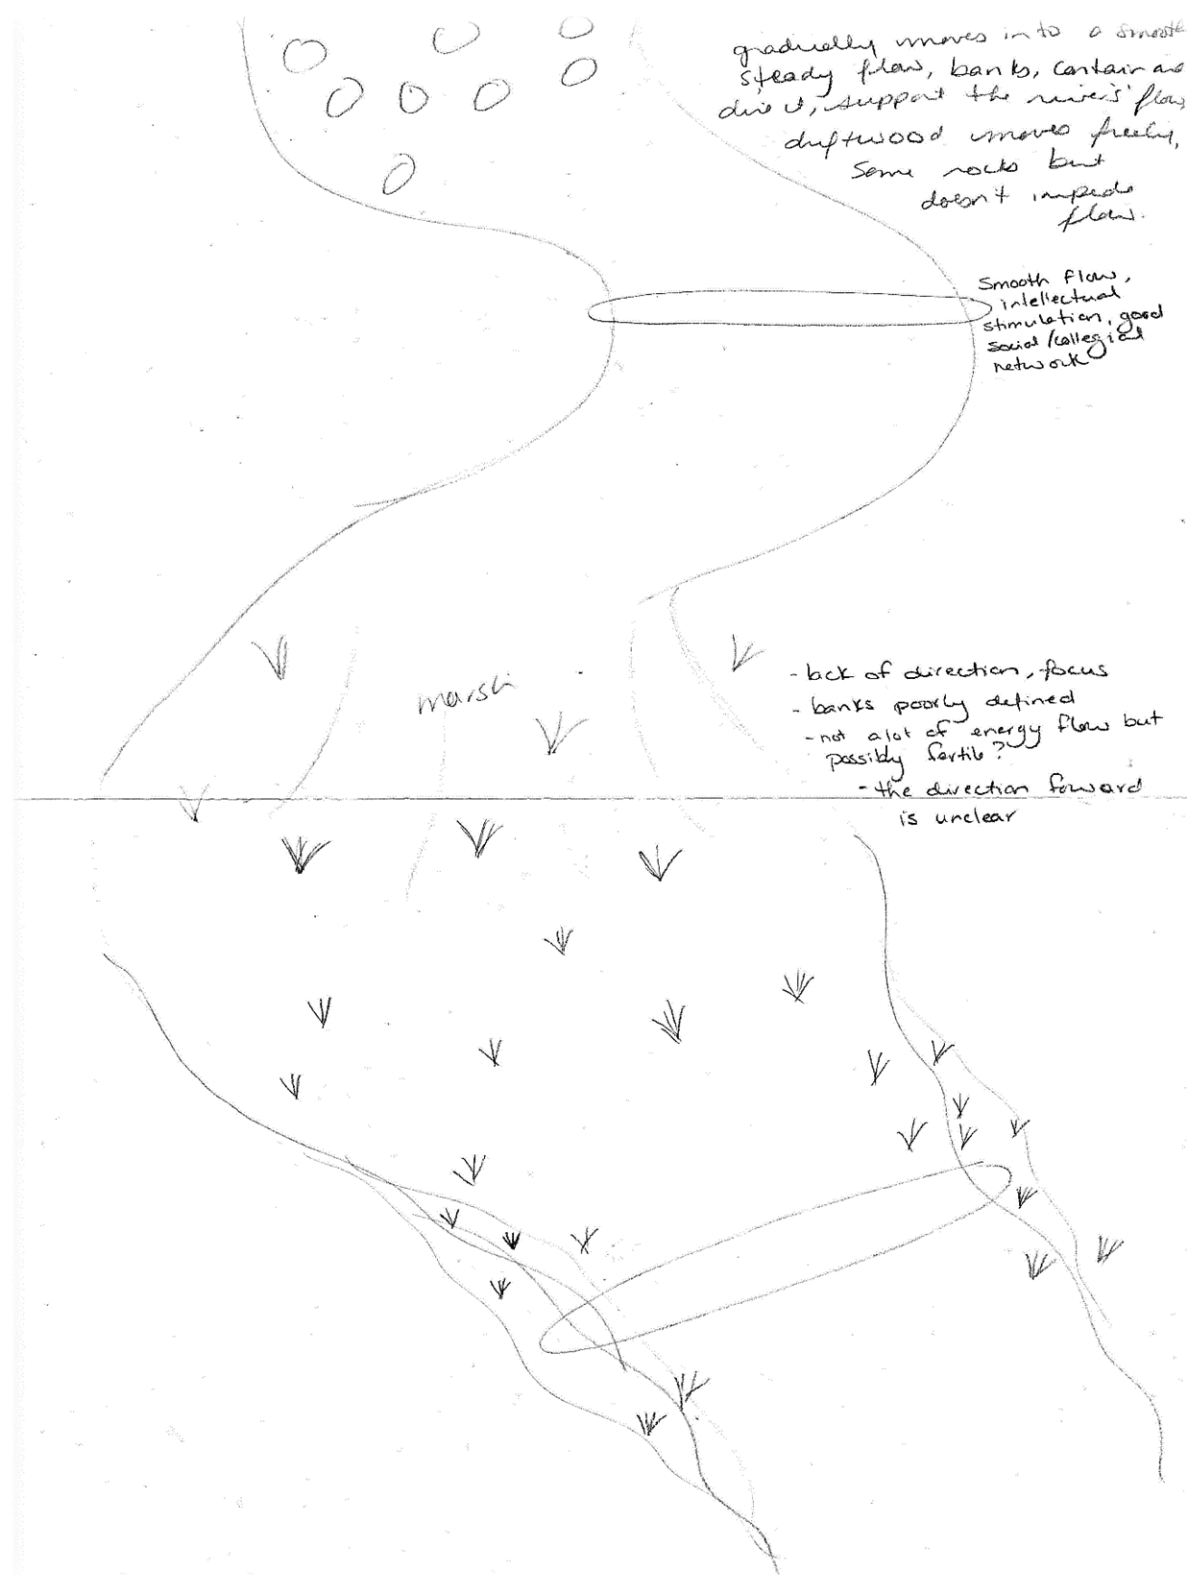 gradually moves into a smooth
steady flow, banks, contain and
direct, support the river's' flow,
driftwood moves freely,
Some rocks but
doesn't impede
flow.
Smooth flow,
intellectual
stimulation, good
social/collegial
network
marsh
- lack of direction, focus
- banks poorly defined
- not alot of energy flow but
possibly fertile?
- the direction forward
is unclear